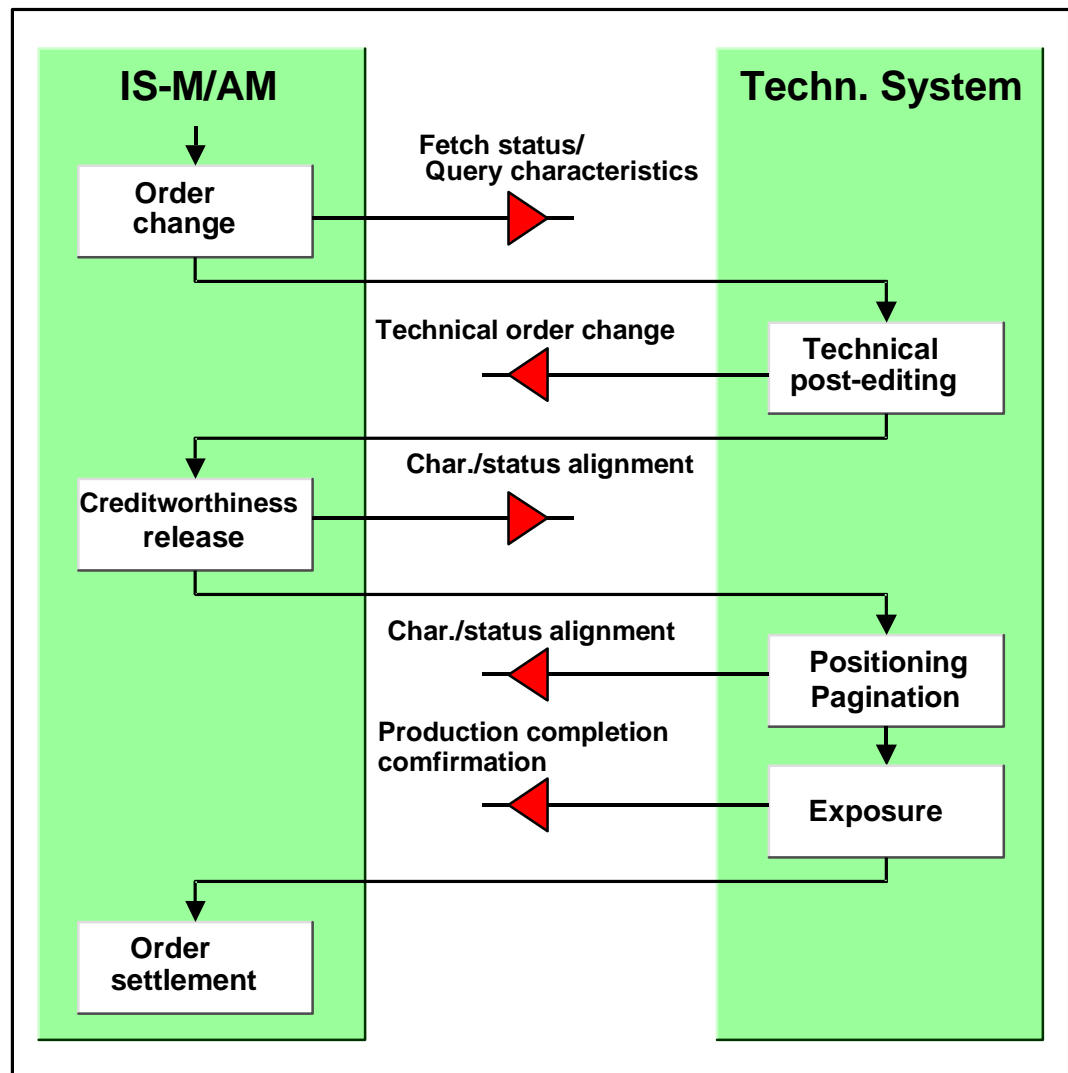 IS-M/AM
Techn. System
Fetch status/
Query characteristics
Order
change
Technical order change
Technical
post-editing
Char./status alignment
Creditworthiness
release
Char./status alignment
Positioning
Pagination
Production completion
comfirmation
Exposure
Order
settlement